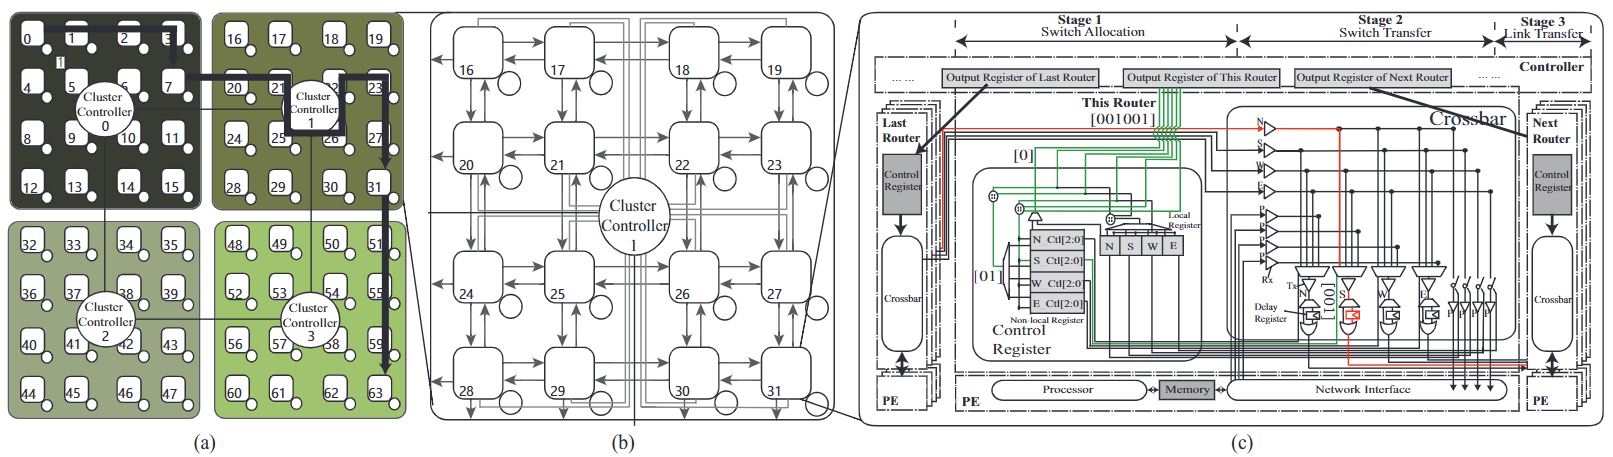 0 1 2 3
4 5 6 7
1
Cluster
Controller
0
8 9 10 11
12 13 14 15
16 17 18 19
20 21 22 23
Cluster
Controller
1
24 25 26 27
28 29 30 31
32 33 34 35
36 37 38 39
Cluster
Controller
2
40 41 42 43
44 45 46 47
48 49 50 51
52 53 54 55
Cluster
Controller
3
56 57 58 59
60 61 62 63
(a)
16 17 18 19
20 21 22 23
Cluster
Controller
1
24 25 26 27
28 29 30 31
(b)
Stage 1
Switch Allocation
Stage 2
Switch Transfer
Stage 3
Link Transfer
Controller
... ...
Output Register of Last Router
Output Register of This Router
Output Register of Next Router
... ...
This Router
[001001]
Last
Router
Control
Register
Crossbar
PE
[0]
[01]
N Ctl[2:0]
S Ctl[2:0]
W Ctl[2:0]
E Ctl[2:0]
Non-local Register
Control
Register
Local
Register
N S W E
Crossbar
N
S
W
E
P
P
P
P
Rx
Tx
N S W E
P P P P
[001]
Delay
Register
Next
Router
Control
Register
Crossbar
PE
PE
Processor
Memory
Network Interface
(c)